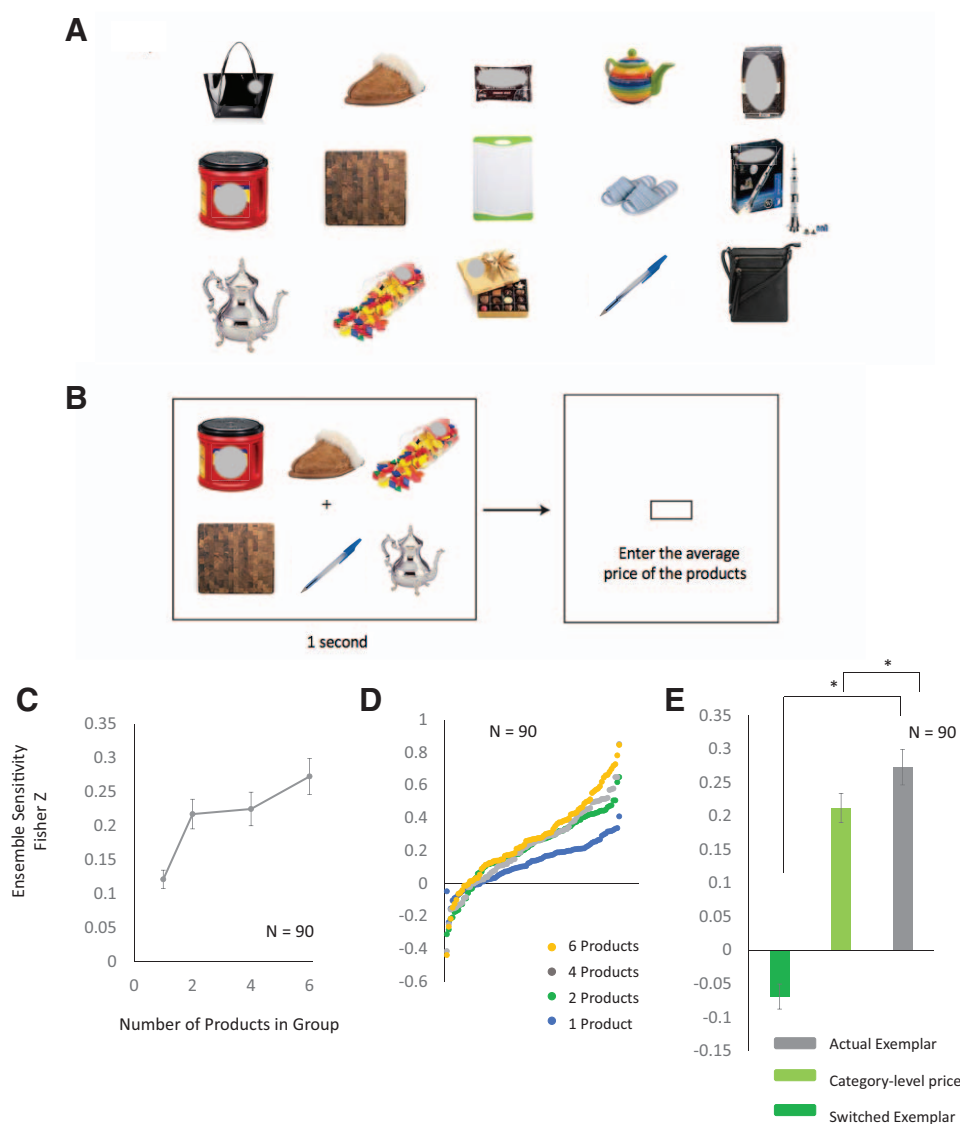 A
B
+
Enter the average
price of the products
1 second
C
D
E
Ensemble Sensitivity
Fisher Z
0.35
0.3
0.25
0.2
0.15
0.1
0.05
0
0
2
4
6
N = 90
Number of Products in Group
1
0.8
0.6
0.4
0.2
0
-0.2
-0.4
-0.6
N = 90
6 Products
4 Products
2 Products
1 Product
*
*
N = 90
0.35
0.3
0.25
0.2
0.15
0.1
0.05
0
-0.05
-0.1
-0.15
Actual Exemplar
Category-level price
Switched Exemplar